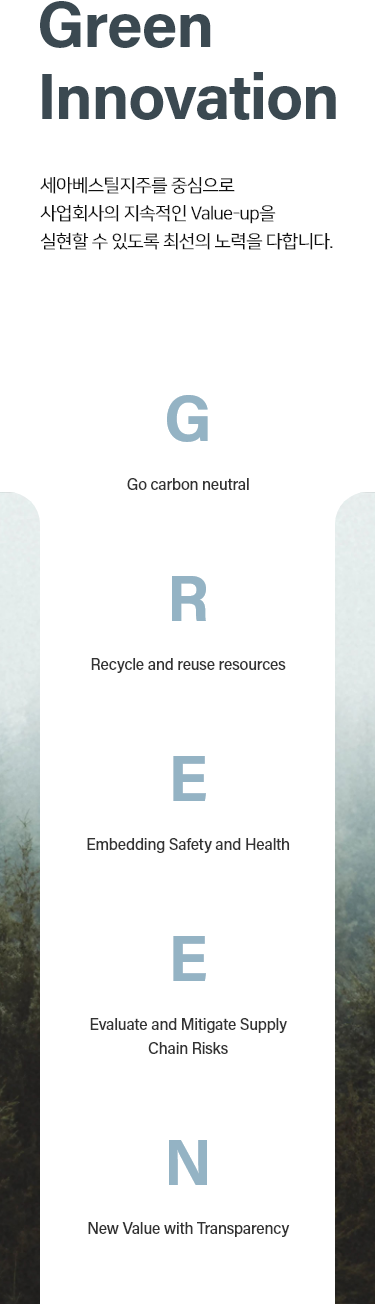 Green
Innovation
세아베스틸지주를 중심으로
사업회사의 지속적인 Value-up을
실현할 수 있도록 최선의 노력을 다합니다.
G
Go carbon neutral
R
Recycle and reuse resources
E
Embedding Safety and Health
E
Evaluate and Mitigate Supply
Chain Risks
N
New Value with Transparency